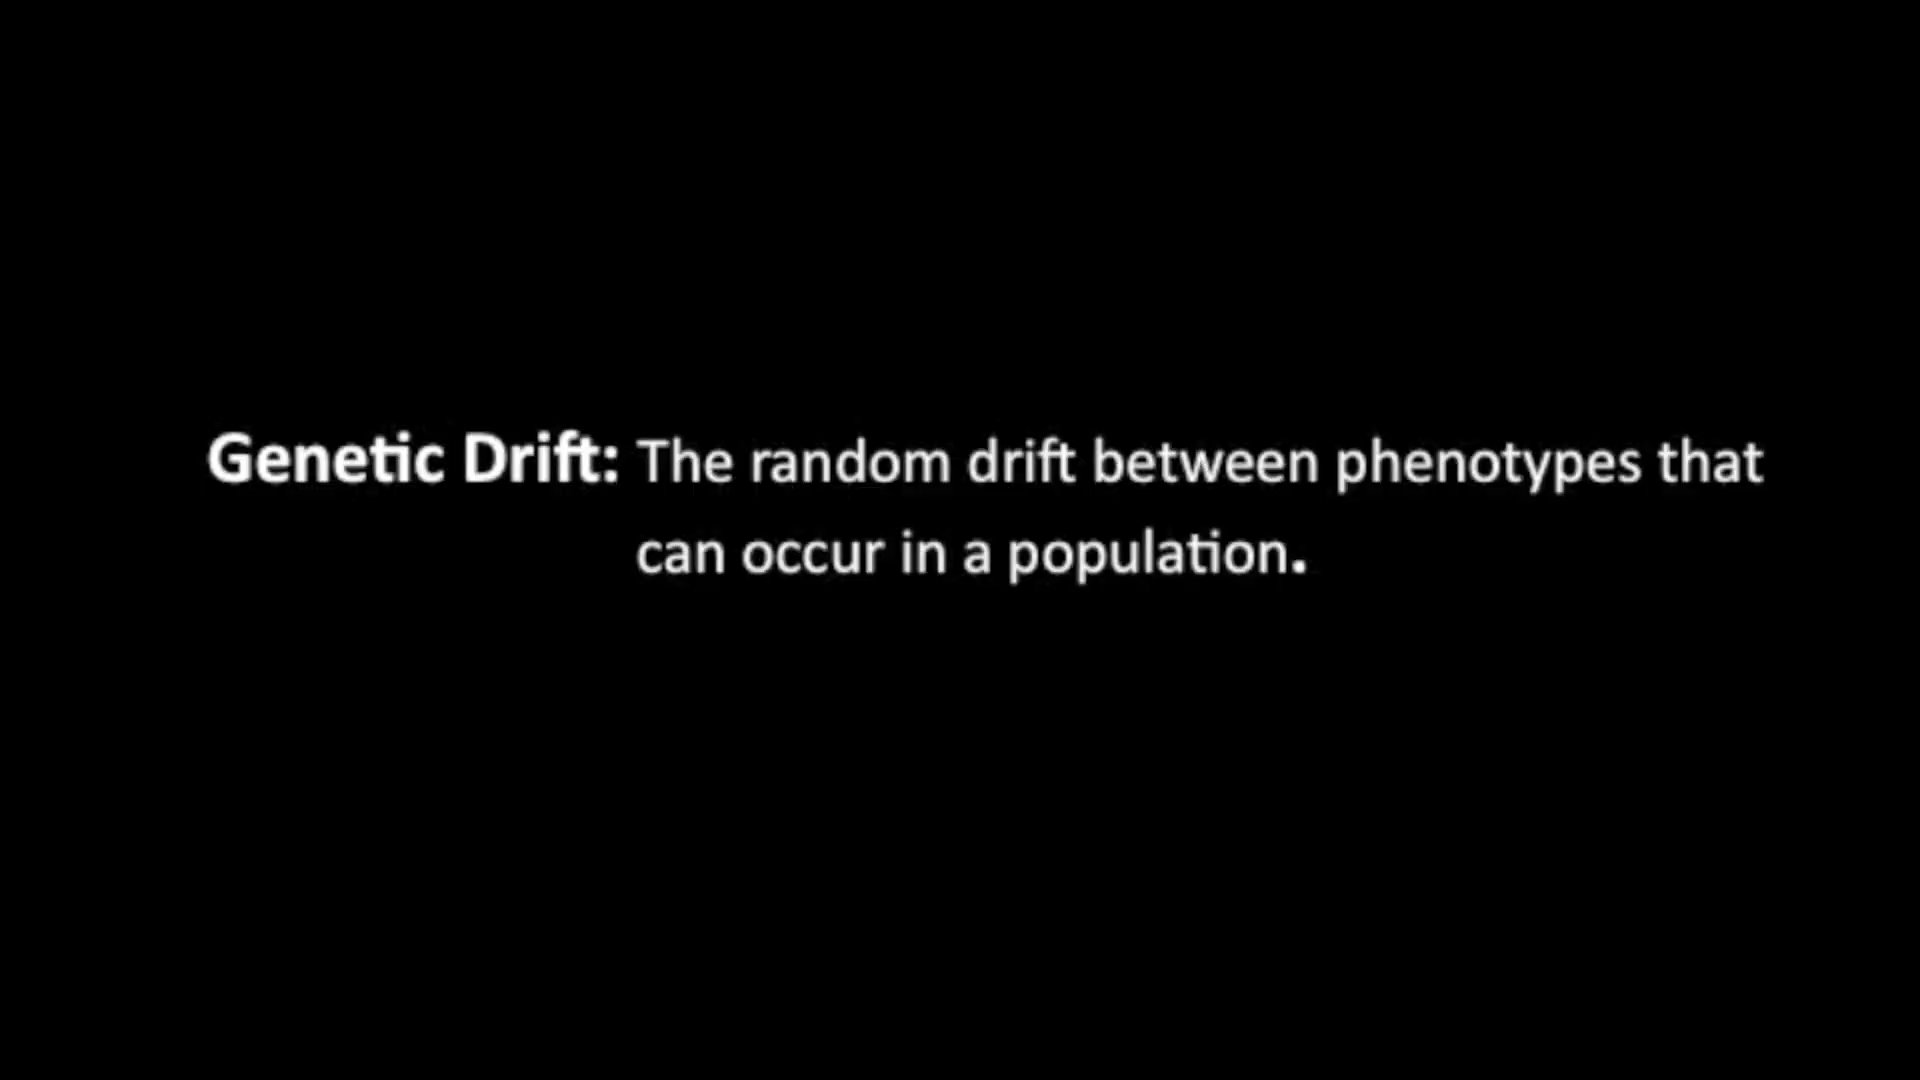 Genetic Drift: The random drift between phenotypes that
can occur in a population.